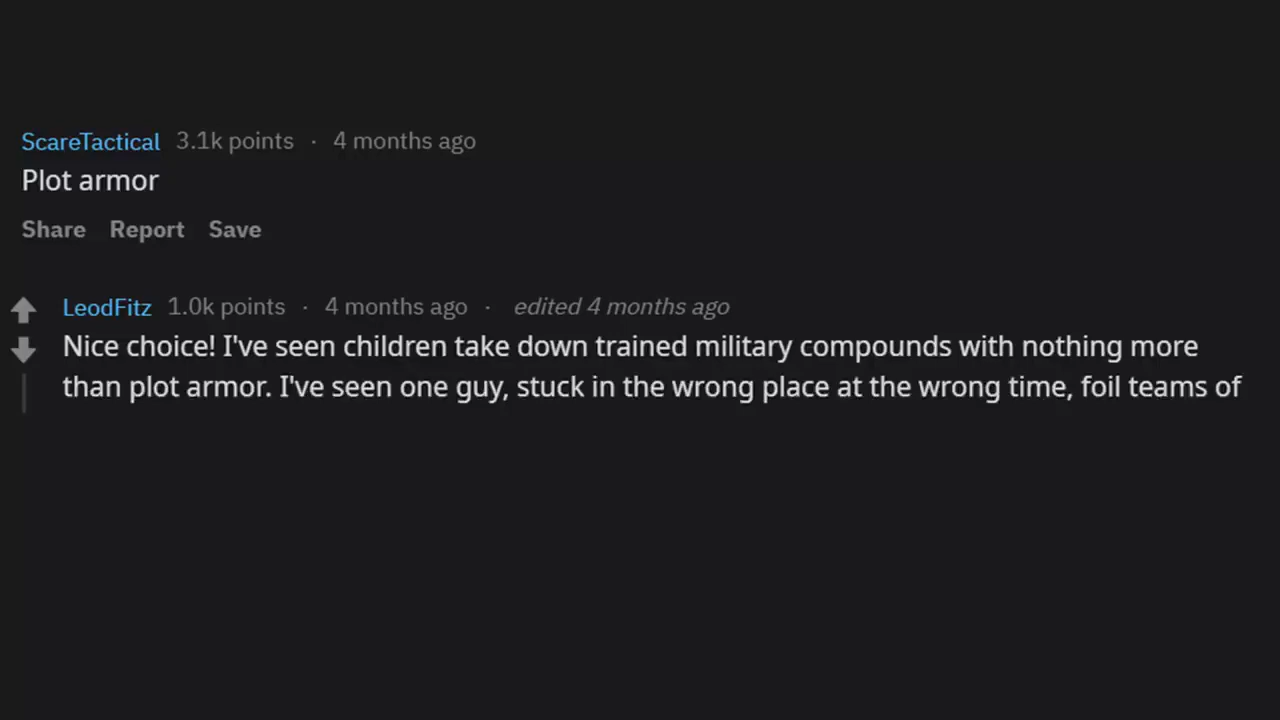 ScareTactical 3.1k points · 4 months ago
Plot armor
Share Report Save
LeodFitz 1.0k points · 4 months ago · edited 4 months ago
Nice choice! I've seen children take down trained military compounds with nothing more
than plot armor. I've seen one guy, stuck in the wrong place at the wrong time, foil teams of